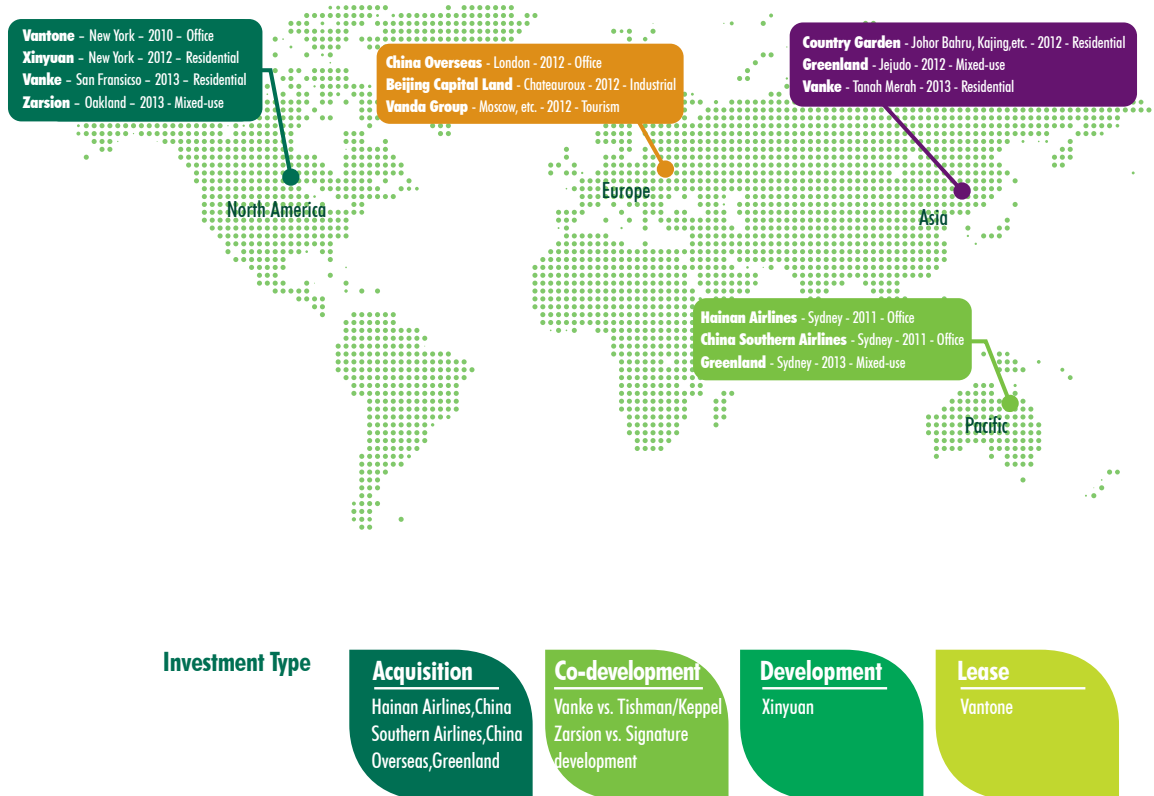 Vantone – New York – 2010 – Office
Xinyuan – New York – 2012 – Residential
Vanke – San Fransicso – 2013 – Residential
Zarsion – Oakland – 2013 – Mixed-use
China Overseas - London - 2012 - Office
Beijing Capital Land - Chateauroux - 2012 - Industrial
Vanda Group - Moscow, etc. - 2012 - Tourism
Country Garden - Johor Bahru, Kajing,etc. - 2012 - Residential
Greenland - Jejudo - 2012 - Mixed-use
Vanke - Tanah Merah - 2013 - Residential
North America
Europe
Asia
Hainan Airlines - Sydney - 2011 - Office
China Southern Airlines - Sydney - 2011 - Office
Greenland - Sydney - 2013 - Mixed-use
Pacific
Investment Type
Acquisition
Hainan Airlines,China
Southern Airlines,China
Overseas,Greenland
Co-development
Vanke vs. Tishman/Keppel
Zarsion vs. Signature
development
Development
Xinyuan
Lease
Vantone